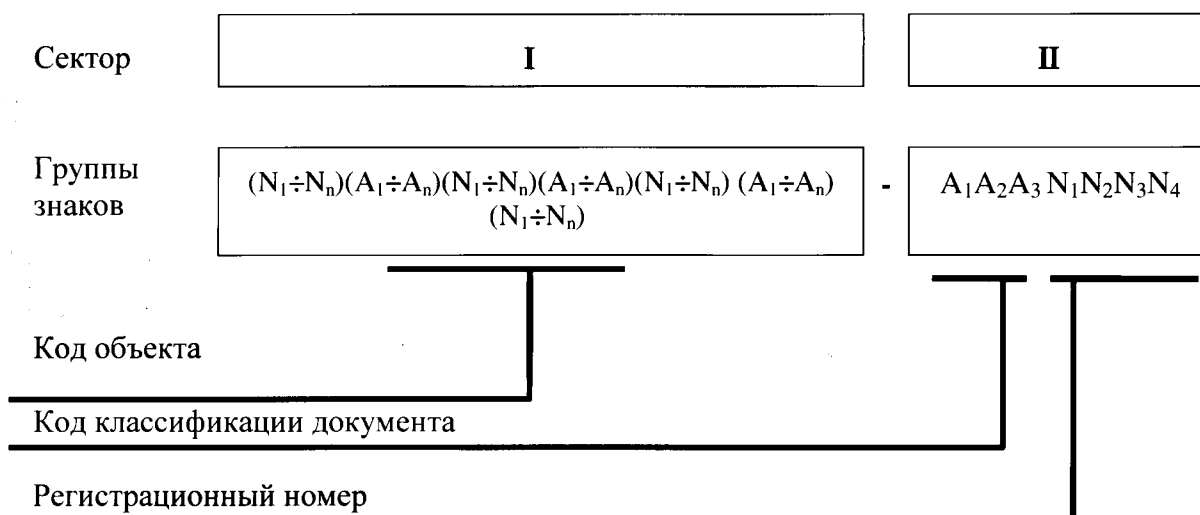 Сектор I II
Группы знаков (N₁÷Nₙ)(A₁÷Aₙ)(N₁÷Nₙ)(A₁÷Aₙ)(N₁÷Nₙ) (A₁÷Aₙ) - A₁A₂A₃ N₁N₂N₃N₄
(N₁÷Nₙ)
Код объекта
Код классификации документа
Регистрационный номер